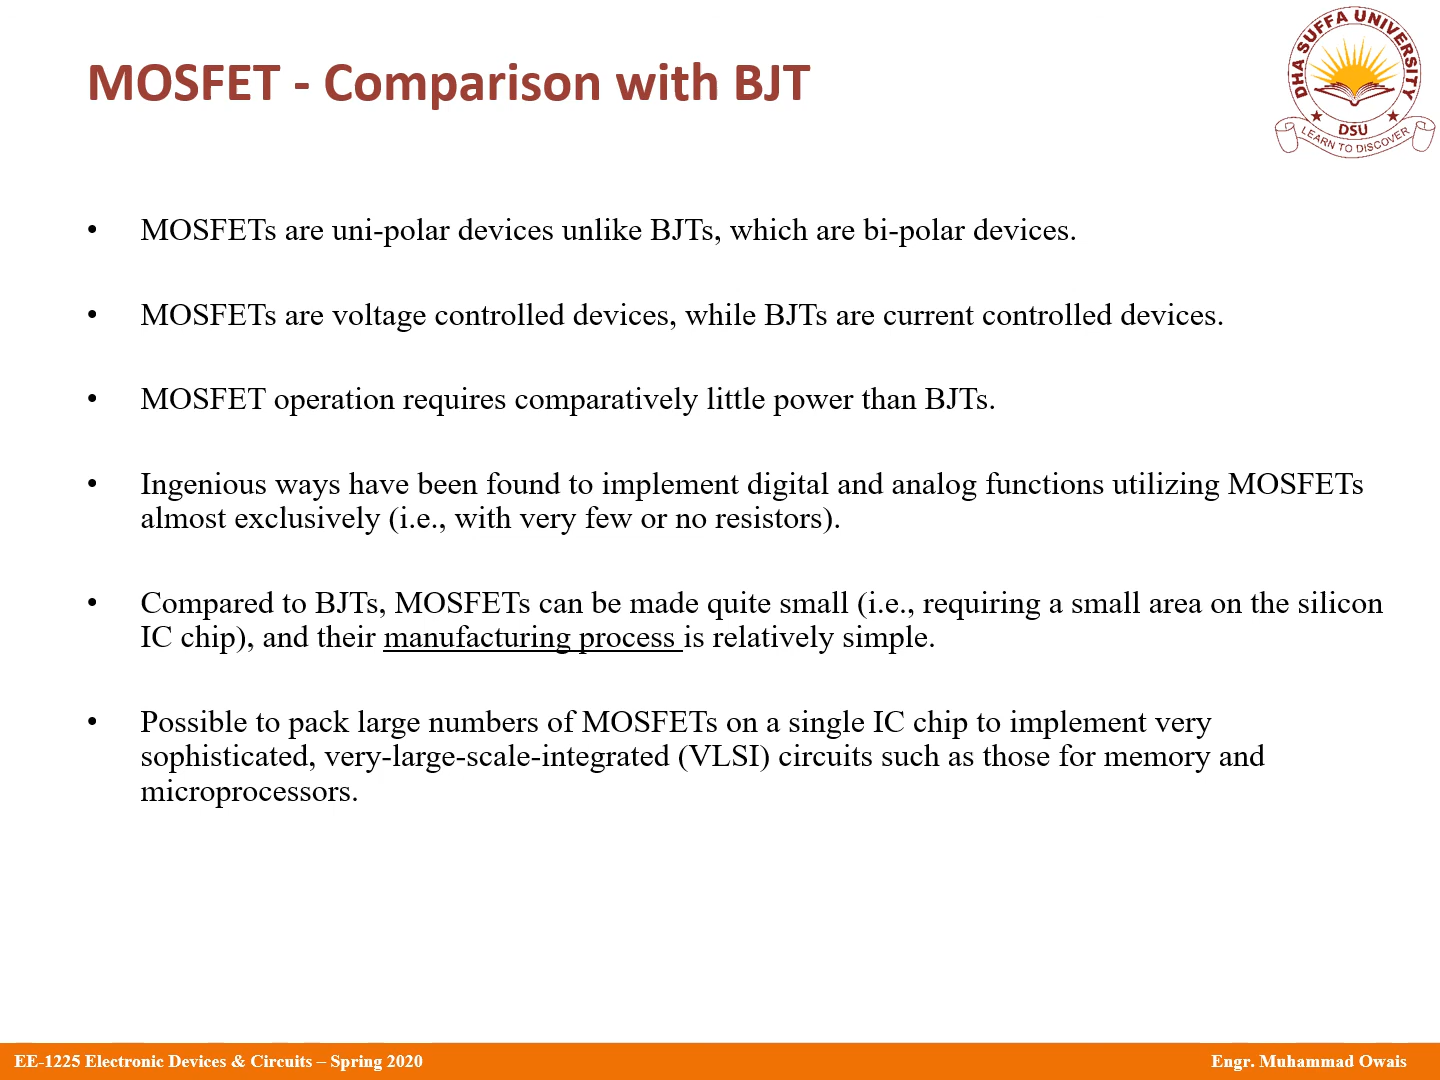 MOSFET - Comparison with BJT
DHA SUFFA UNIVERSITY
DSU
LEARN TO DISCOVER
• MOSFETs are uni-polar devices unlike BJTs, which are bi-polar devices.
• MOSFETs are voltage controlled devices, while BJTs are current controlled devices.
• MOSFET operation requires comparatively little power than BJTs.
• Ingenious ways have been found to implement digital and analog functions utilizing MOSFETs
almost exclusively (i.e., with very few or no resistors).
• Compared to BJTs, MOSFETs can be made quite small (i.e., requiring a small area on the silicon
IC chip), and their manufacturing process is relatively simple.
• Possible to pack large numbers of MOSFETs on a single IC chip to implement very
sophisticated, very-large-scale-integrated (VLSI) circuits such as those for memory and
microprocessors.
EE-1225 Electronic Devices & Circuits – Spring 2020
Engr. Muhammad Owais